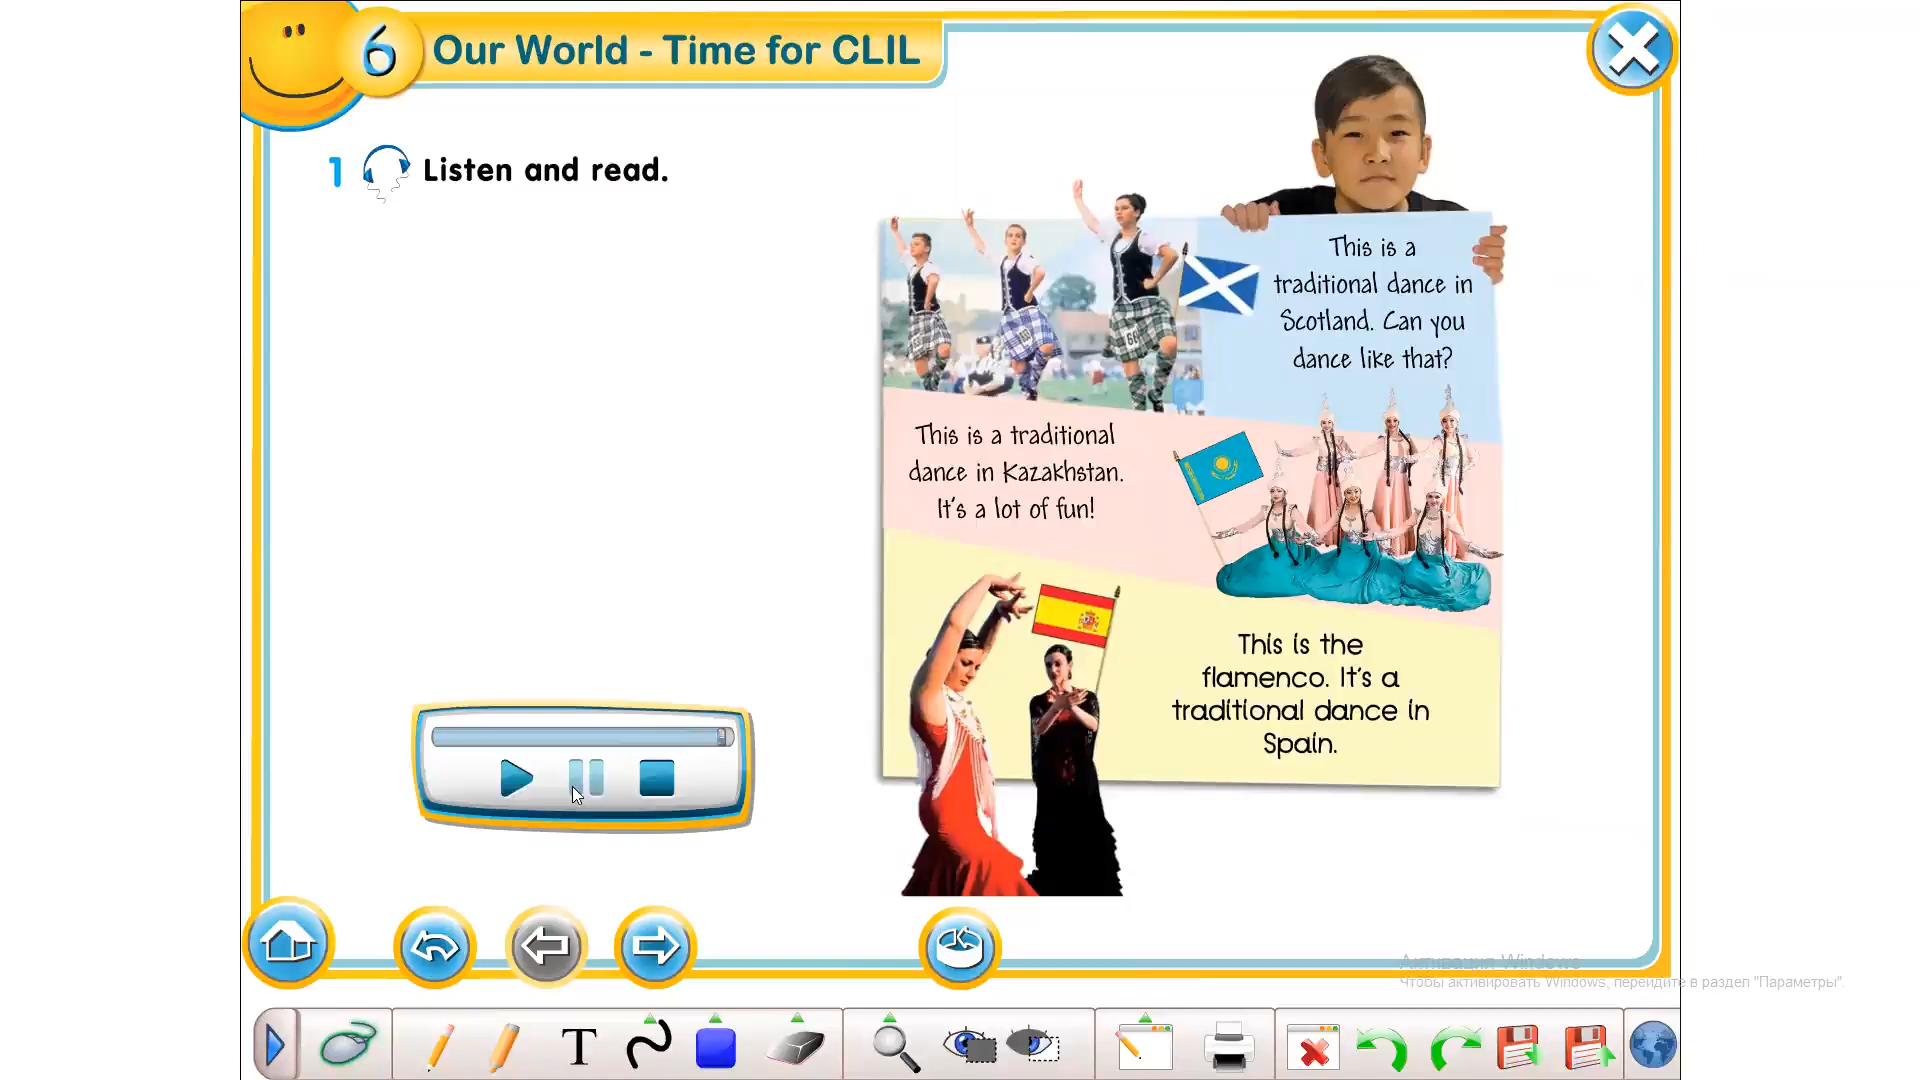 6 Our World - Time for CLIL
1 Listen and read.
This is a
traditional dance in
Scotland. Can you
dance like that?
This is a traditional
dance in Kazakhstan.
It's a lot of fun!
This is the
flamenco. It's a
traditional dance in
Spain.
Активация Windows
Чтобы активировать Windows, перейдите в раздел "Параметры".
T